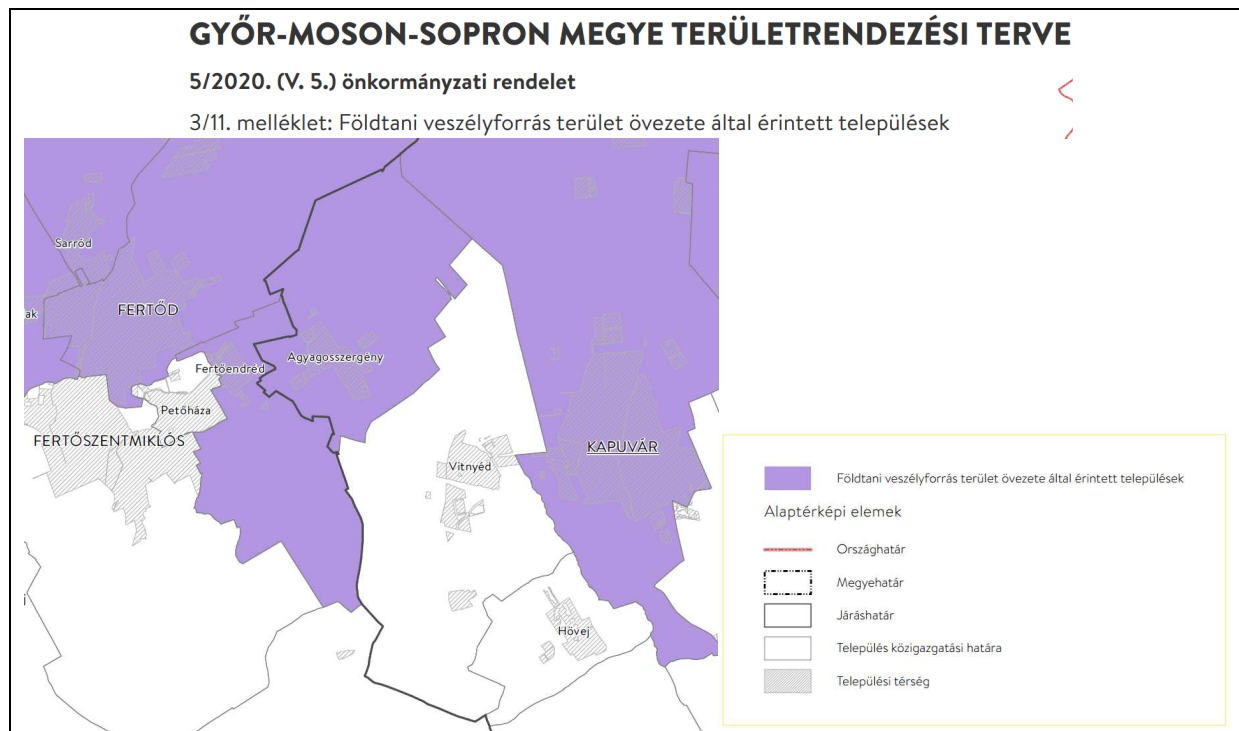 GYŐR-MOSON-SOPRON MEGYE TERÜLETRENDEZÉSI TERVE
5/2020. (V. 5.) önkormányzati rendelet
3/11. melléklet: Földtani veszélyforrás terület övezete által érintett települések
Sarród
ak
FERTŐD
Fertőendréd
Agyagosszergény
Petőháza
FERTŐSZENTMIKLÓS
KAPUVÁR
Vitnyéd
Hövej
Földtani veszélyforrás terület övezete által érintett települések
Alaptérképi elemek
Országhatár
Megyehatár
Járáshatár
Település közigazgatási határa
Települési térség